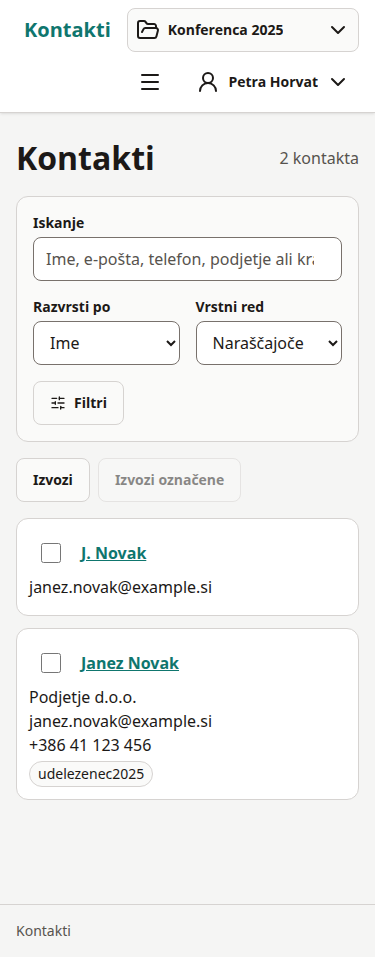 Kontakti
Konferenca 2025
Petra Horvat
Kontakti
2 kontakta
Iskanje
Ime, e-pošta, telefon, podjetje ali kra
Razvrsti po
Vrstni red
Ime
Naraščajoče
Filtri
Izvozi
Izvozi označene
J. Novak
janez.novak@example.si
Janez Novak
Podjetje d.o.o.
janez.novak@example.si
+386 41 123 456
udelezenec2025
Kontakti